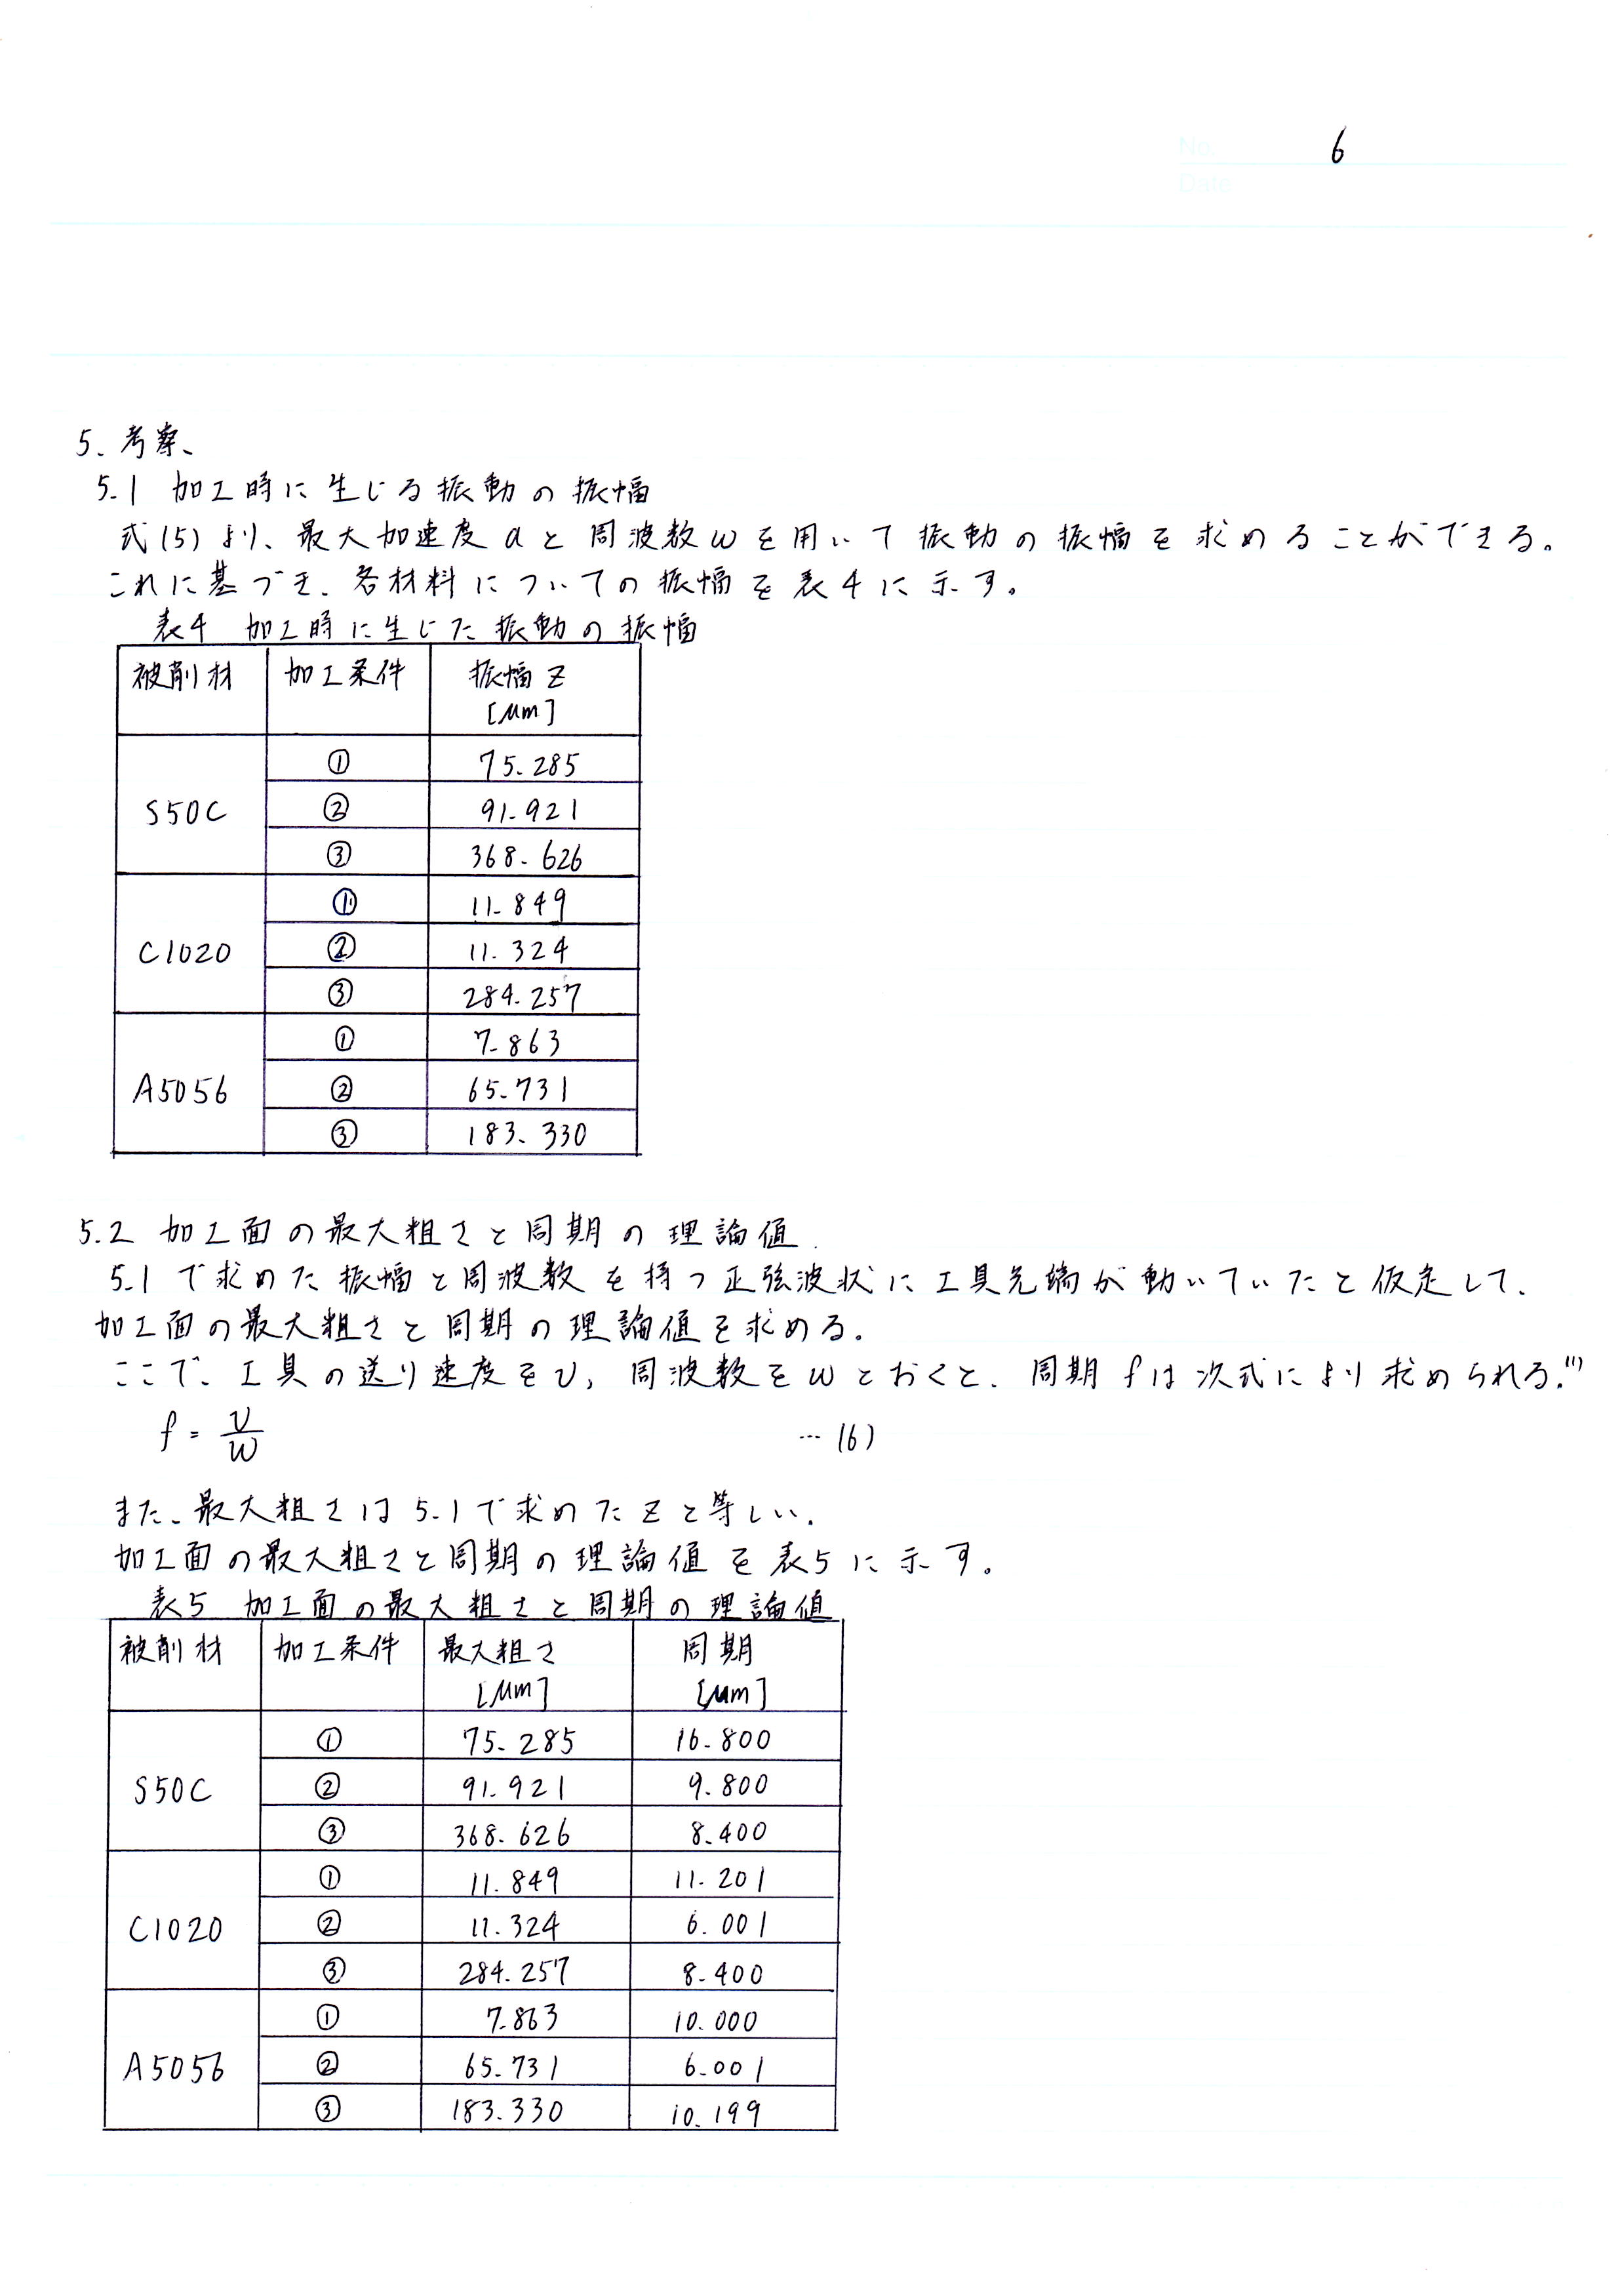 No.
6
Date
5. 考察、
5.1 加工時に生じる振動の振幅
式(5)より、最大加速度aと周波数ωを用いて振動の振幅を求めることができる。
これに基づき、各材料についての振幅を表4に示す。
表4 加工時に生じた振動の振幅
被削材 加工条件 振幅 Z
[μm]
① 75.285
S50C ② 91.921
③ 368.626
① 11.849
C1020 ② 11.324
③ 284.257
① 7.863
A5056 ② 65.731
③ 183.330
5.2 加工面の最大粗さと周期の理論値
5.1で求めた振幅と周波数を持つ正弦波状に工具先端が動いていたと仮定して、
加工面の最大粗さと周期の理論値を求める。
ここで、工具の送り速度をv, 周波数をωとおくと、周期fは次式により求められる。(1)
f = v/ω … (6)
また、最大粗さは5.1で求めたZと等しい。
加工面の最大粗さと周期の理論値を表5に示す。
表5 加工面の最大粗さと周期の理論値
被削材 加工条件 最大粗さ 周期
[μm] [μm]
① 75.285 16.800
S50C ② 91.921 9.800
③ 368.626 8.400
① 11.849 11.201
C1020 ② 11.324 6.001
③ 284.257 8.400
① 7.863 10.000
A5056 ② 65.731 6.001
③ 183.330 10.199